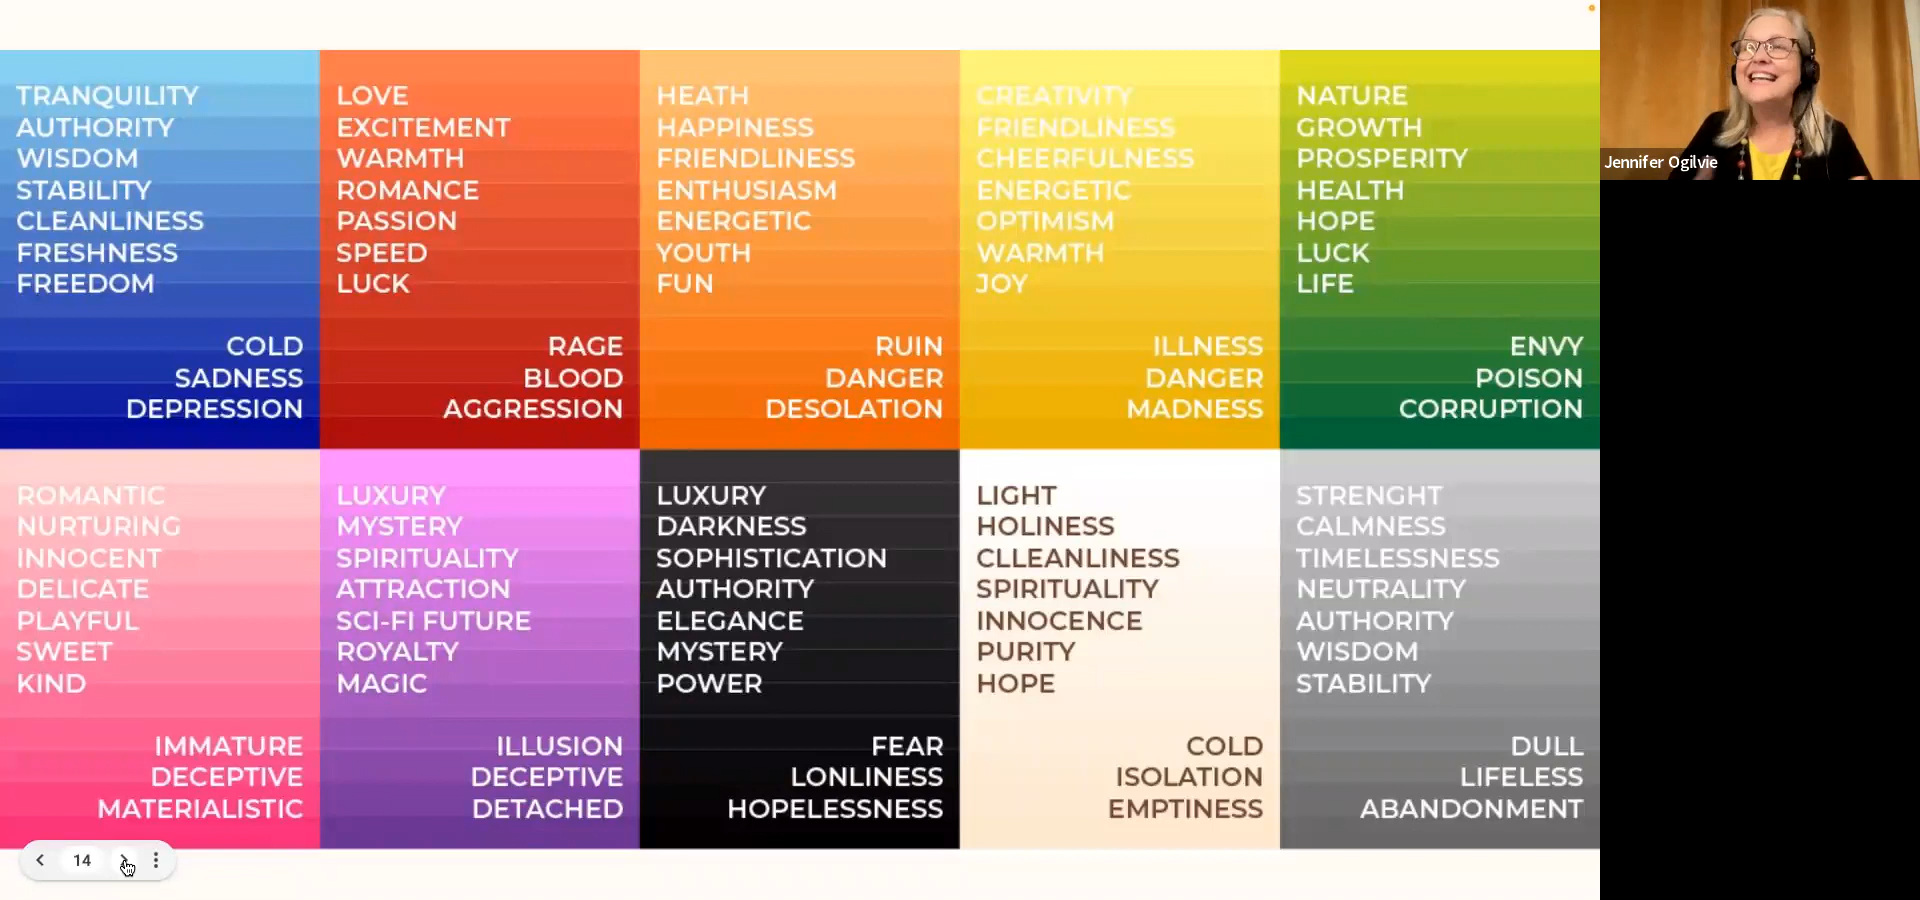 TRANQUILITY
AUTHORITY
WISDOM
STABILITY
CLEANLINESS
FRESHNESS
FREEDOM
COLD
SADNESS
DEPRESSION
LOVE
EXCITEMENT
WARMTH
ROMANCE
PASSION
SPEED
LUCK
RAGE
BLOOD
AGGRESSION
HEATH
HAPPINESS
FRIENDLINESS
ENTHUSIASM
ENERGETIC
YOUTH
FUN
RUIN
DANGER
DESOLATION
CREATIVITY
FRIENDLINESS
CHEERFULNESS
ENERGETIC
OPTIMISM
WARMTH
JOY
ILLNESS
DANGER
MADNESS
NATURE
GROWTH
PROSPERITY
HEALTH
HOPE
LUCK
LIFE
ENVY
POISON
CORRUPTION
Jennifer Ogilvie
ROMANTIC
NURTURING
INNOCENT
DELICATE
PLAYFUL
SWEET
KIND
IMMATURE
DECEPTIVE
MATERIALISTIC
LUXURY
MYSTERY
SPIRITUALITY
ATTRACTION
SCI-FI FUTURE
ROYALTY
MAGIC
ILLUSION
DECEPTIVE
DETACHED
LUXURY
DARKNESS
SOPHISTICATION
AUTHORITY
ELEGANCE
MYSTERY
POWER
FEAR
LONLINESS
HOPELESSNESS
LIGHT
HOLINESS
CLLEANLINESS
SPIRITUALITY
INNOCENCE
PURITY
HOPE
COLD
ISOLATION
EMPTINESS
STRENGHT
CALMNESS
TIMELESSNESS
NEUTRALITY
AUTHORITY
WISDOM
STABILITY
DULL
LIFELESS
ABANDONMENT
14